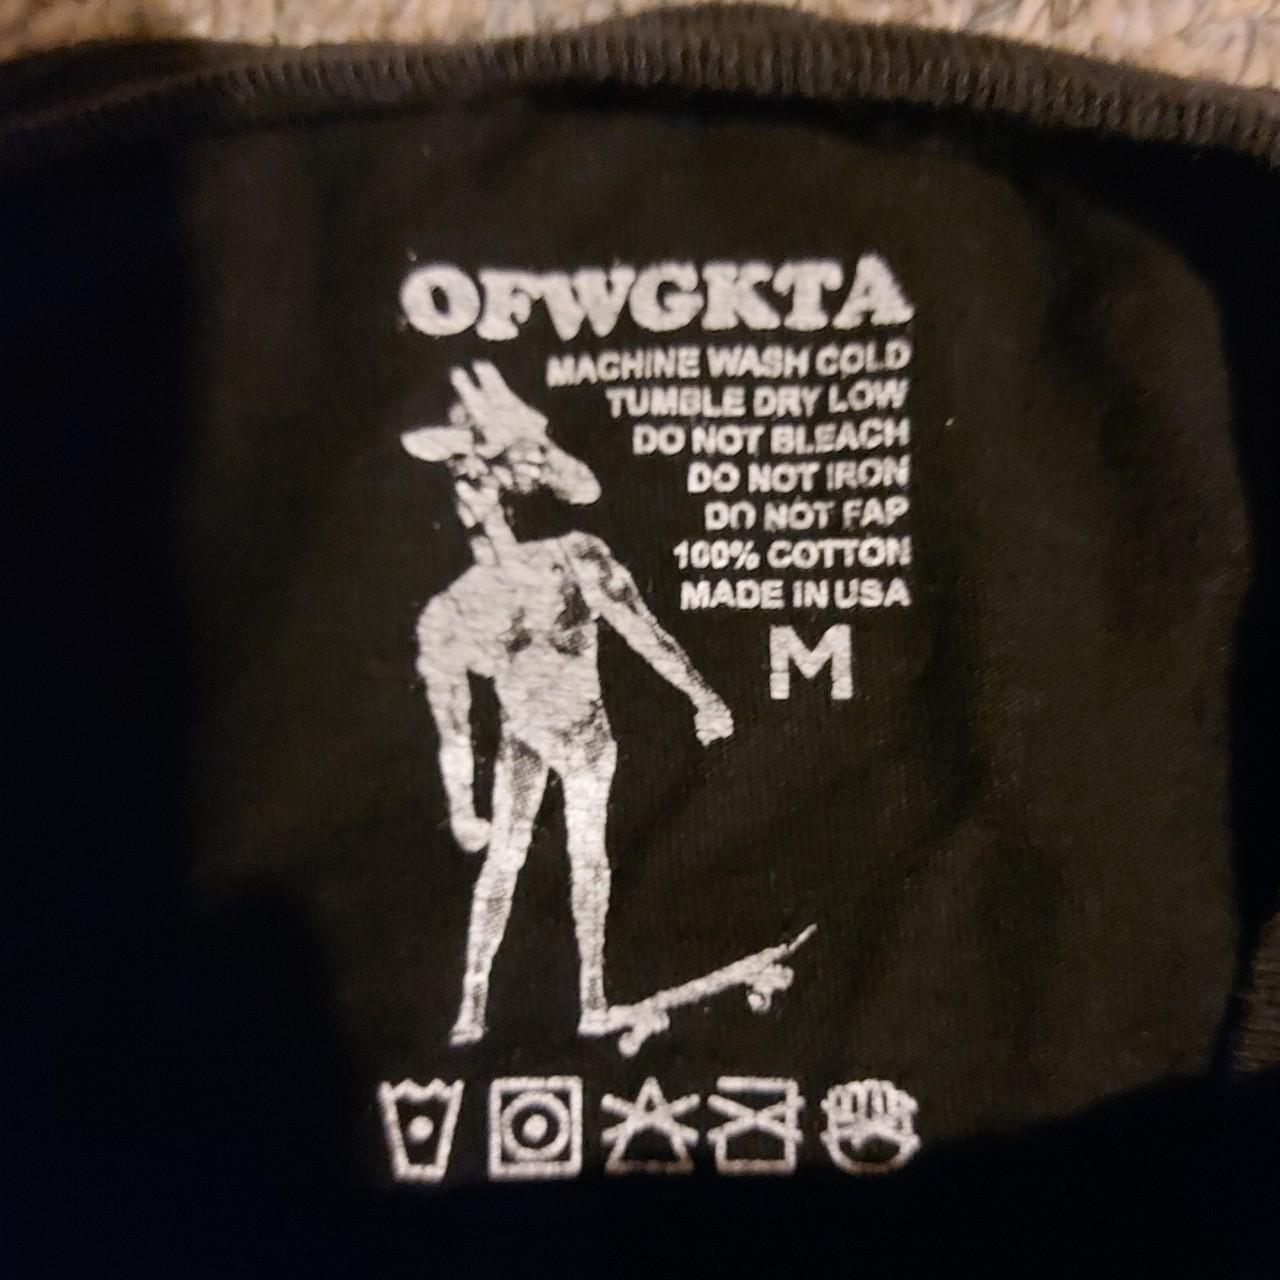 OFWGKTA
MACHINE WASH COLD
TUMBLE DRY LOW
DO NOT BLEACH
DO NOT IRON
DO NOT FAP
100% COTTON
MADE IN USA
M